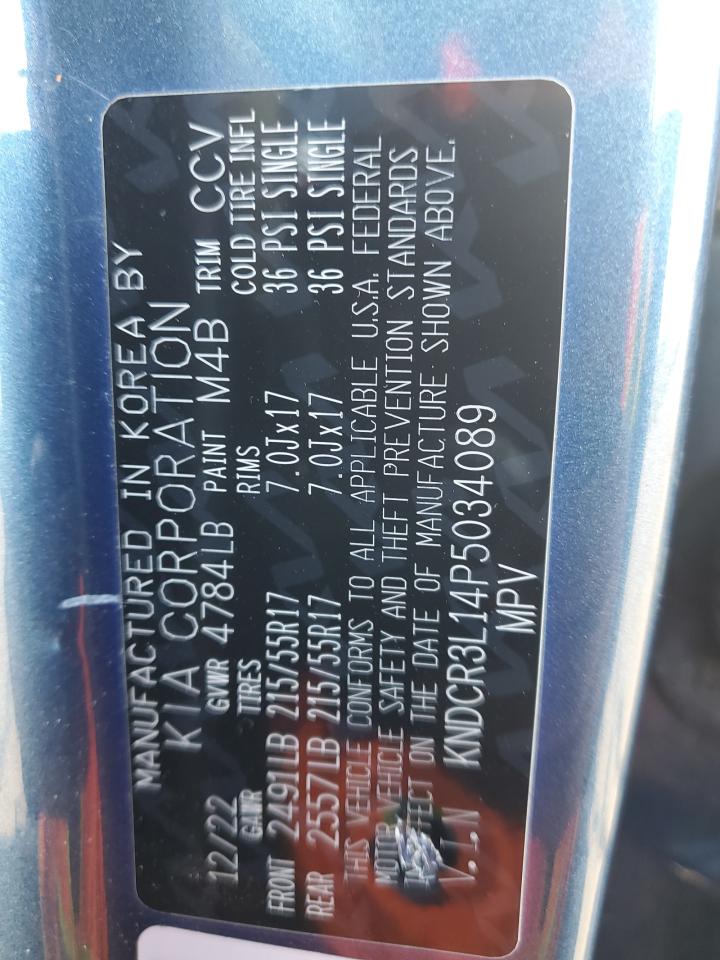 MANUFACTURED IN KOREA BY
KIA CORPORATION
12/22 GVWR 4784LB PAINT M4B TRIM CCV
GAWR TIRES RIMS COLD TIRE INFL
FRONT 2491LB 215/55R17 7.0Jx17 36 PSI SINGLE
REAR 2557LB 215/55R17 7.0Jx17 36 PSI SINGLE
THIS VEHICLE CONFORMS TO ALL APPLICABLE U.S.A. FEDERAL
MOTOR VEHICLE SAFETY AND THEFT PREVENTION STANDARDS
ON THE DATE OF MANUFACTURE SHOWN ABOVE.
V.I.N KNDCR3L14P5034089
MPV